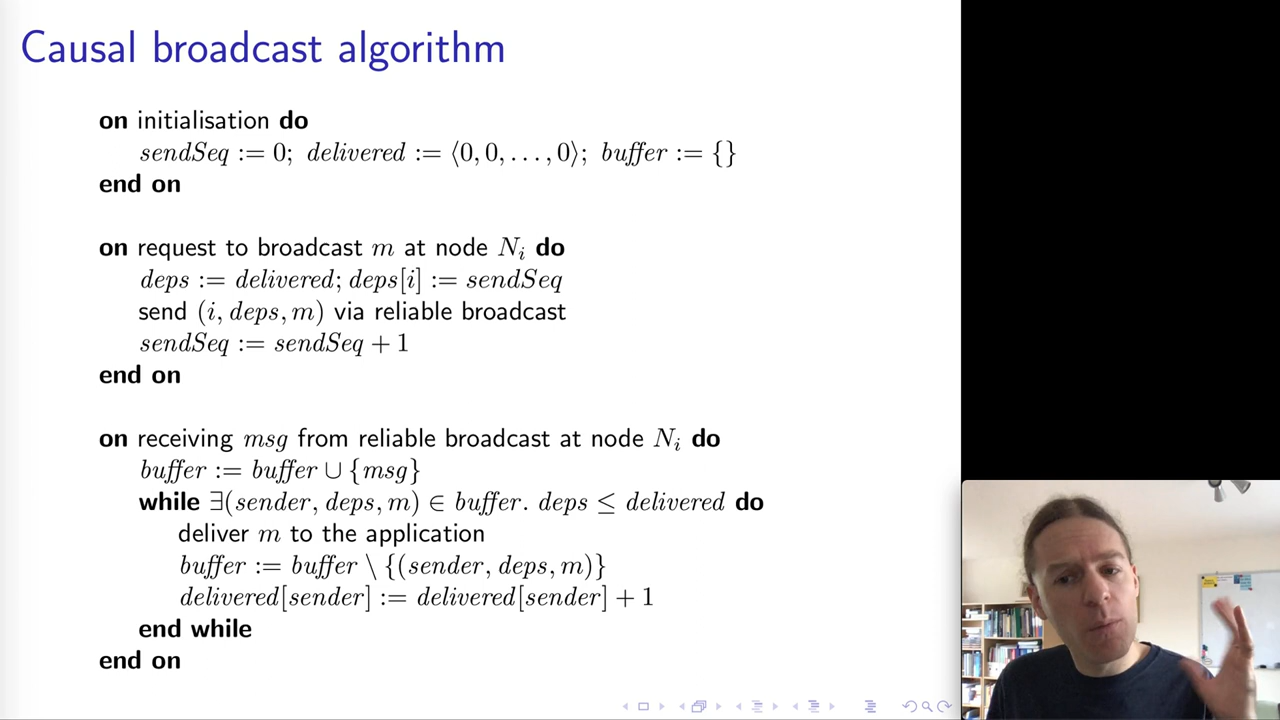 Causal broadcast algorithm
on initialisation do
sendSeq := 0; delivered := ⟨0, 0, . . . , 0⟩; buffer := {}
end on
on request to broadcast m at node Nᵢ do
deps := delivered; deps[i] := sendSeq
send (i, deps, m) via reliable broadcast
sendSeq := sendSeq + 1
end on
on receiving msg from reliable broadcast at node Nᵢ do
buffer := buffer ∪ {msg}
while ∃(sender, deps, m) ∈ buffer. deps ≤ delivered do
deliver m to the application
buffer := buffer \ {(sender, deps, m)}
delivered[sender] := delivered[sender] + 1
end while
end on